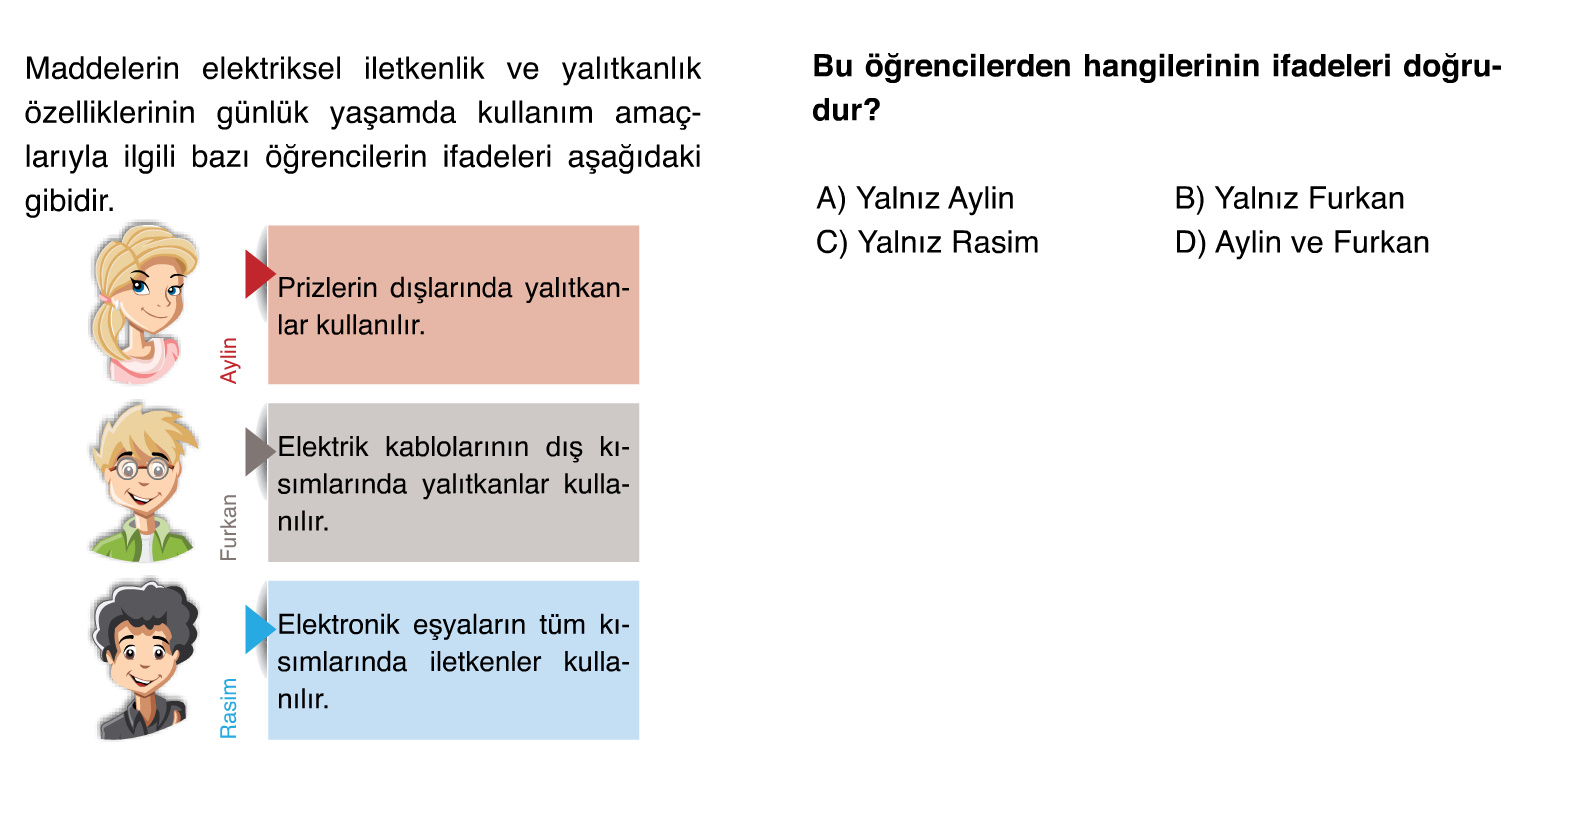 Maddelerin elektriksel iletkenlik ve yalıtkanlık
özelliklerinin günlük yaşamda kullanım amaç-
larıyla ilgili bazı öğrencilerin ifadeleri aşağıdaki
gibidir.
Aylin
Prizlerin dışlarında yalıtkan-
lar kullanılır.
Furkan
Elektrik kablolarının dış kı-
sımlarında yalıtkanlar kulla-
nılır.
Rasim
Elektronik eşyaların tüm kı-
sımlarında iletkenler kulla-
nılır.
Bu öğrencilerden hangilerinin ifadeleri doğru-
dur?
A) Yalnız Aylin
B) Yalnız Furkan
C) Yalnız Rasim
D) Aylin ve Furkan